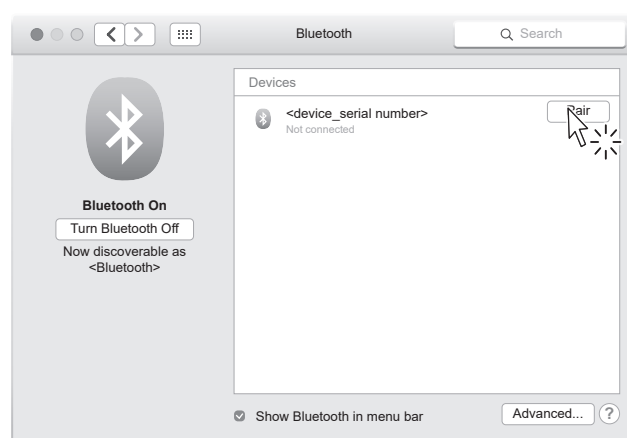 Bluetooth
Search
Devices
<device_serial number>
Pair
Not connected
Bluetooth On
Turn Bluetooth Off
Now discoverable as
<Bluetooth>
Show Bluetooth in menu bar
Advanced...
?